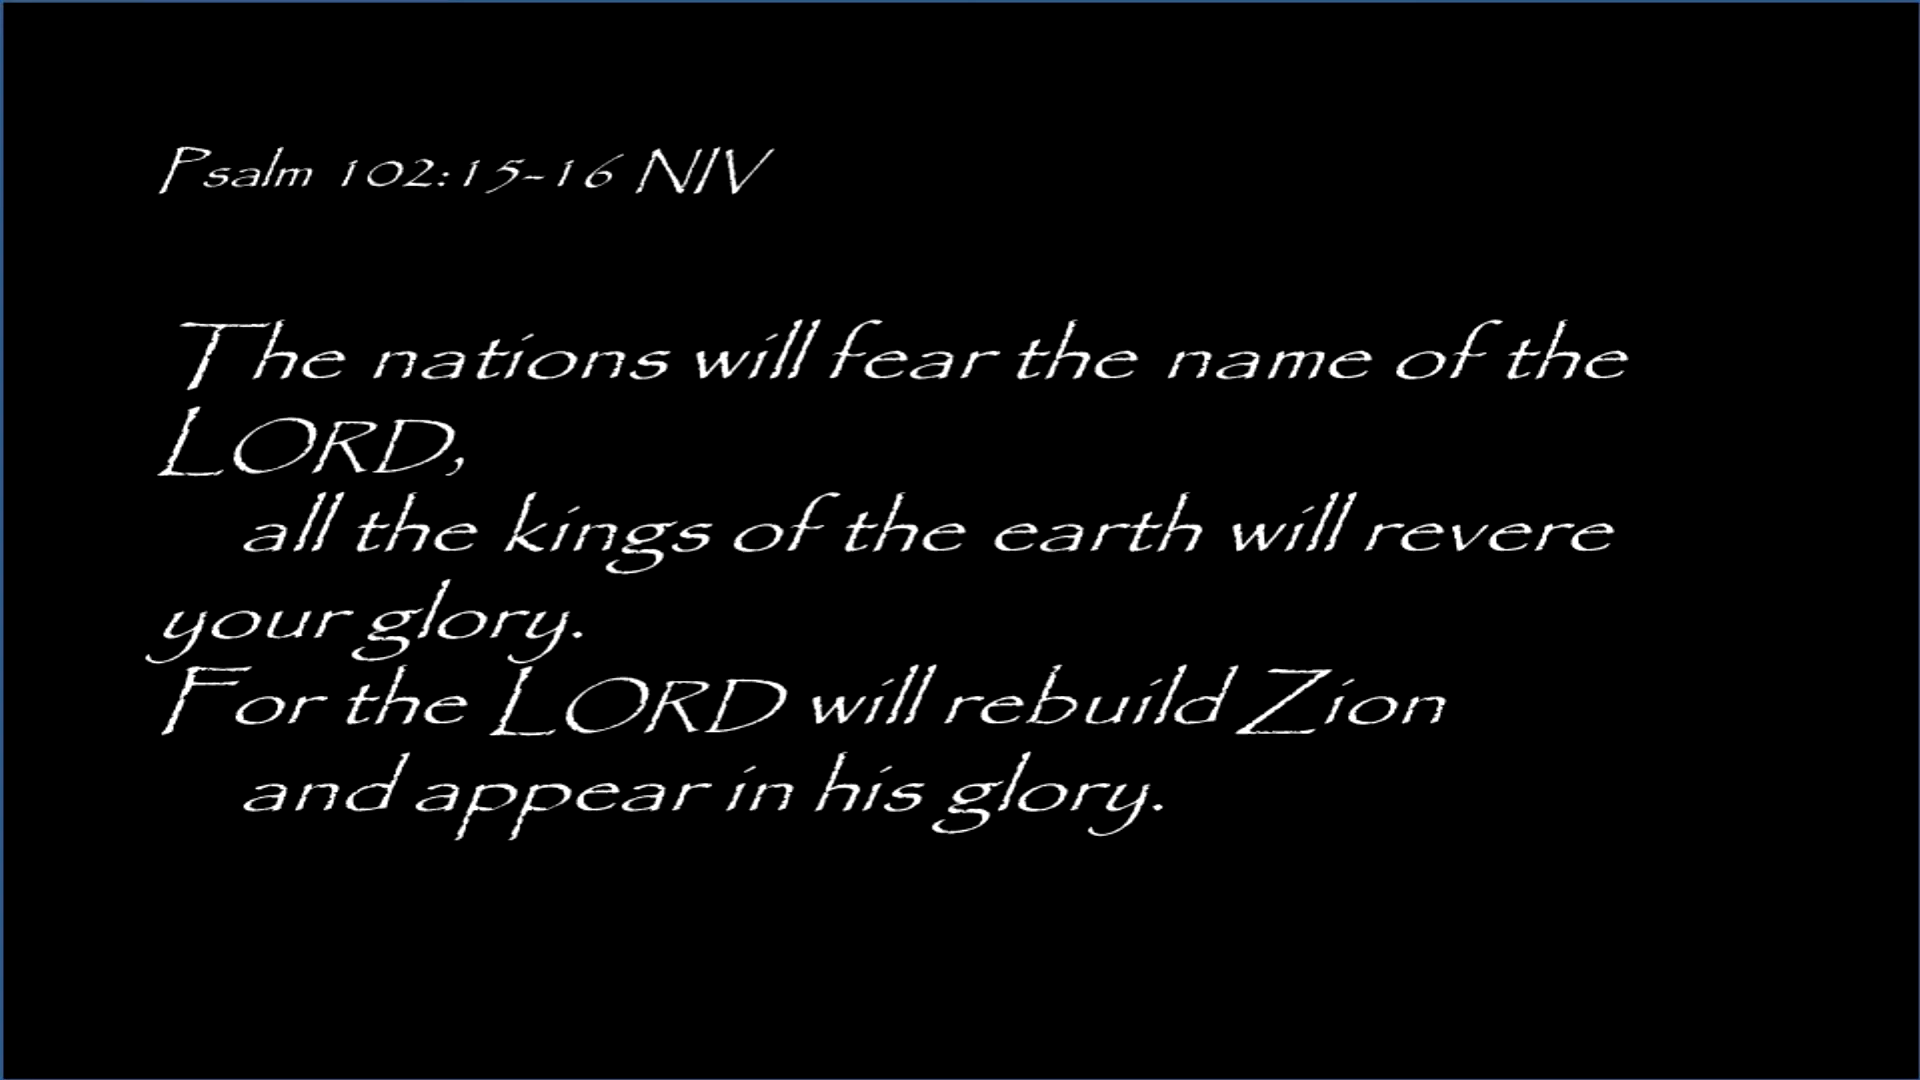 Psalm 102:15-16 NIV
The nations will fear the name of the
LORD,
all the kings of the earth will revere
your glory.
For the LORD will rebuild Zion
and appear in his glory.